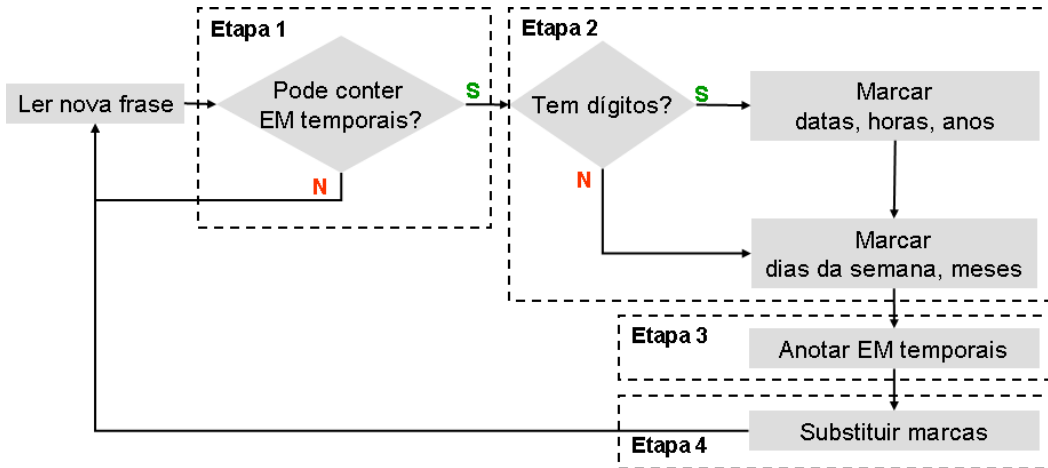 Etapa 1
Etapa 2
Ler nova frase
Pode conter
EM temporais?
S
N
Tem dígitos?
S
N
Marcar
datas, horas, anos
Marcar
dias da semana, meses
Etapa 3
Anotar EM temporais
Etapa 4
Substituir marcas